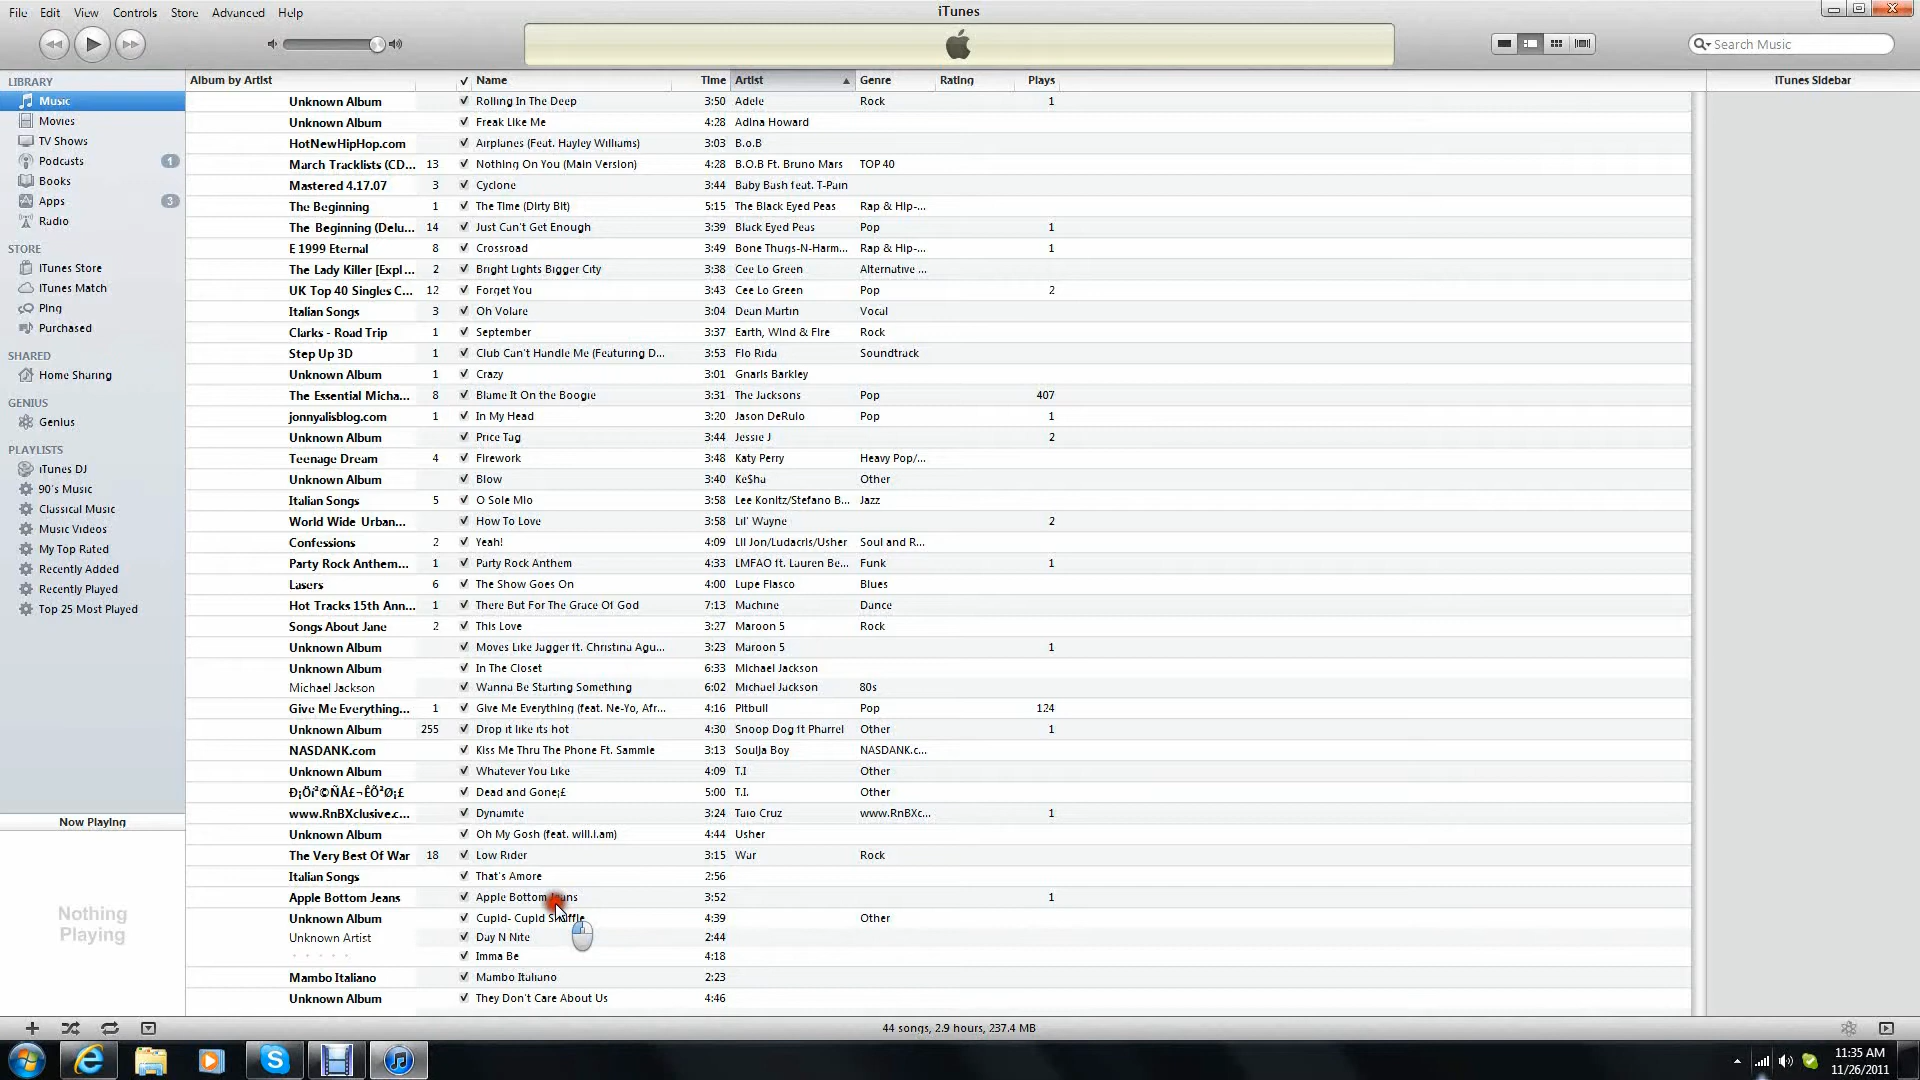 File Edit View Controls Store Advanced Help
iTunes
Search Music
LIBRARY
Music
Movies
TV Shows
Podcasts 1
Books
Apps 3
Radio
STORE
iTunes Store
iTunes Match
Ping
Purchased
SHARED
Home Sharing
GENIUS
Genius
PLAYLISTS
iTunes DJ
90's Music
Classical Music
Music Videos
My Top Rated
Recently Added
Recently Played
Top 25 Most Played
Now Playing
Nothing
Playing
Album by Artist ✓ Name Time Artist Genre Rating Plays
Unknown Album Rolling In The Deep 3:50 Adele Rock 1
Unknown Album Freak Like Me 4:28 Adina Howard
HotNewHipHop.com Airplanes (Feat. Hayley Williams) 3:03 B.o.B
March Tracklists (CD... 13 Nothing On You (Main Version) 4:28 B.O.B Ft. Bruno Mars TOP 40
Mastered 4.17.07 3 Cyclone 3:44 Baby Bash feat. T-Pain
The Beginning 1 The Time (Dirty Bit) 5:15 The Black Eyed Peas Rap & Hip-...
The Beginning (Delu... 14 Just Can't Get Enough 3:39 Black Eyed Peas Pop 1
E 1999 Eternal 8 Crossroad 3:49 Bone Thugs-N-Harm... Rap & Hip-... 1
The Lady Killer [Expl... 2 Bright Lights Bigger City 3:38 Cee Lo Green Alternative ...
UK Top 40 Singles C... 12 Forget You 3:43 Cee Lo Green Pop 2
Italian Songs 3 Oh Volare 3:04 Dean Martin Vocal
Clarks - Road Trip 1 September 3:37 Earth, Wind & Fire Rock
Step Up 3D 1 Club Can't Handle Me (Featuring D... 3:53 Flo Rida Soundtrack
Unknown Album 1 Crazy 3:01 Gnarls Barkley
The Essential Micha... 8 Blame It On the Boogie 3:31 The Jacksons Pop 407
jonnyalisblog.com 1 In My Head 3:20 Jason DeRulo Pop 1
Unknown Album Price Tag 3:44 Jessie J 2
Teenage Dream 4 Firework 3:48 Katy Perry Heavy Pop/...
Unknown Album Blow 3:40 Ke$ha Other
Italian Songs 5 O Sole Mio 3:58 Lee Konitz/Stefano B... Jazz
World Wide Urban... How To Love 3:58 Lil' Wayne 2
Confessions 2 Yeah! 4:09 Lil Jon/Ludacris/Usher Soul and R...
Party Rock Anthem... 1 Party Rock Anthem 4:33 LMFAO ft. Lauren Be... Funk 1
Lasers 6 The Show Goes On 4:00 Lupe Fiasco Blues
Hot Tracks 15th Ann... 1 There But For The Grace Of God 7:13 Machine Dance
Songs About Jane 2 This Love 3:27 Maroon 5 Rock
Unknown Album Moves Like Jagger ft. Christina Agu... 3:23 Maroon 5 1
Unknown Album In The Closet 6:33 Michael Jackson
Michael Jackson Wanna Be Starting Something 6:02 Michael Jackson 80s
Give Me Everything... 1 Give Me Everything (feat. Ne-Yo, Afr... 4:16 Pitbull Pop 124
Unknown Album 255 Drop it like its hot 4:30 Snoop Dog ft Pharrel Other 1
NASDANK.com Kiss Me Thru The Phone Ft. Sammie 3:13 Soulja Boy NASDANK.c...
Unknown Album Whatever You Like 4:09 T.I Other
Ð¡Öí²©ÑÅ£¬ÊÕ²Ø¡£ Dead and Gone¡£ 5:00 T.I. Other
www.RnBXclusive.c... Dynamite 3:24 Taio Cruz www.RnBXc... 1
Unknown Album Oh My Gosh (feat. will.i.am) 4:44 Usher
The Very Best Of War 18 Low Rider 3:15 War Rock
Italian Songs That's Amore 2:56
Apple Bottom Jeans Apple Bottom Jeans 3:52 1
Unknown Album Cupid- Cupid Shuffle 4:39 Other
Unknown Artist Day N Nite 2:44
Imma Be 4:18
Mambo Italiano Mambo Italiano 2:23
Unknown Album They Don't Care About Us 4:46
iTunes Sidebar
44 songs, 2.9 hours, 237.4 MB
11:35 AM
11/26/2011